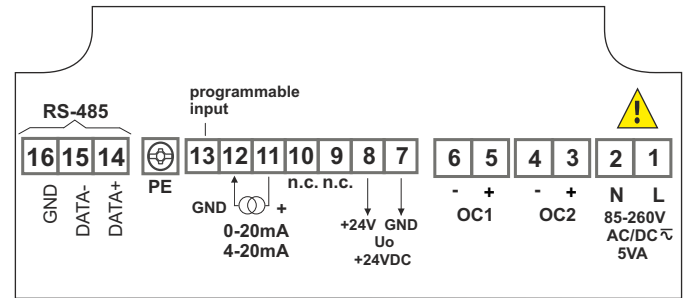 programmable
input
RS-485
16 15 14 13 12 11 10 9 8 7 6 5 4 3 2 1
PE
n.c. n.c.
GND
DATA-
DATA+
GND +
0-20mA
4-20mA
+24V GND
Uo
+24VDC
- +
OC1
- +
OC2
N L
85-260V
AC/DC
5VA